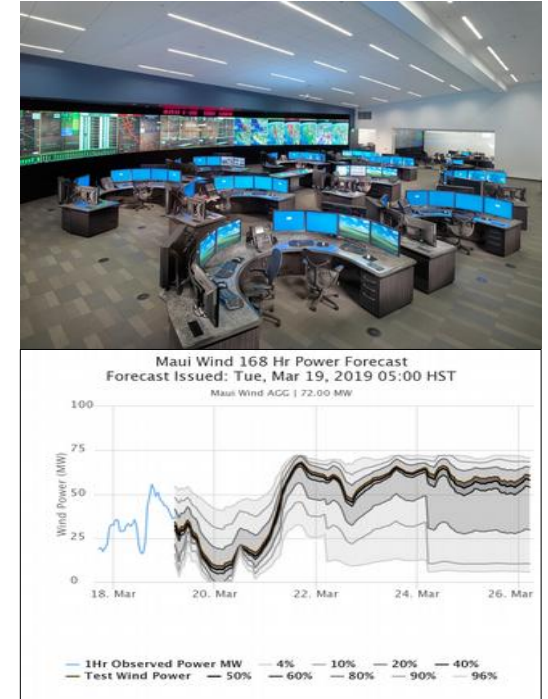 Maui Wind 168 Hr Power Forecast
Forecast Issued: Tue, Mar 19, 2019 05:00 HST
Maui Wind AGG | 72.00 MW
100
75
50
25
0
Wind Power (MW)
18. Mar 20. Mar 22. Mar 24. Mar 26. Mar
1Hr Observed Power MW 4% 10% 20% 40%
Test Wind Power 50% 60% 80% 90% 96%